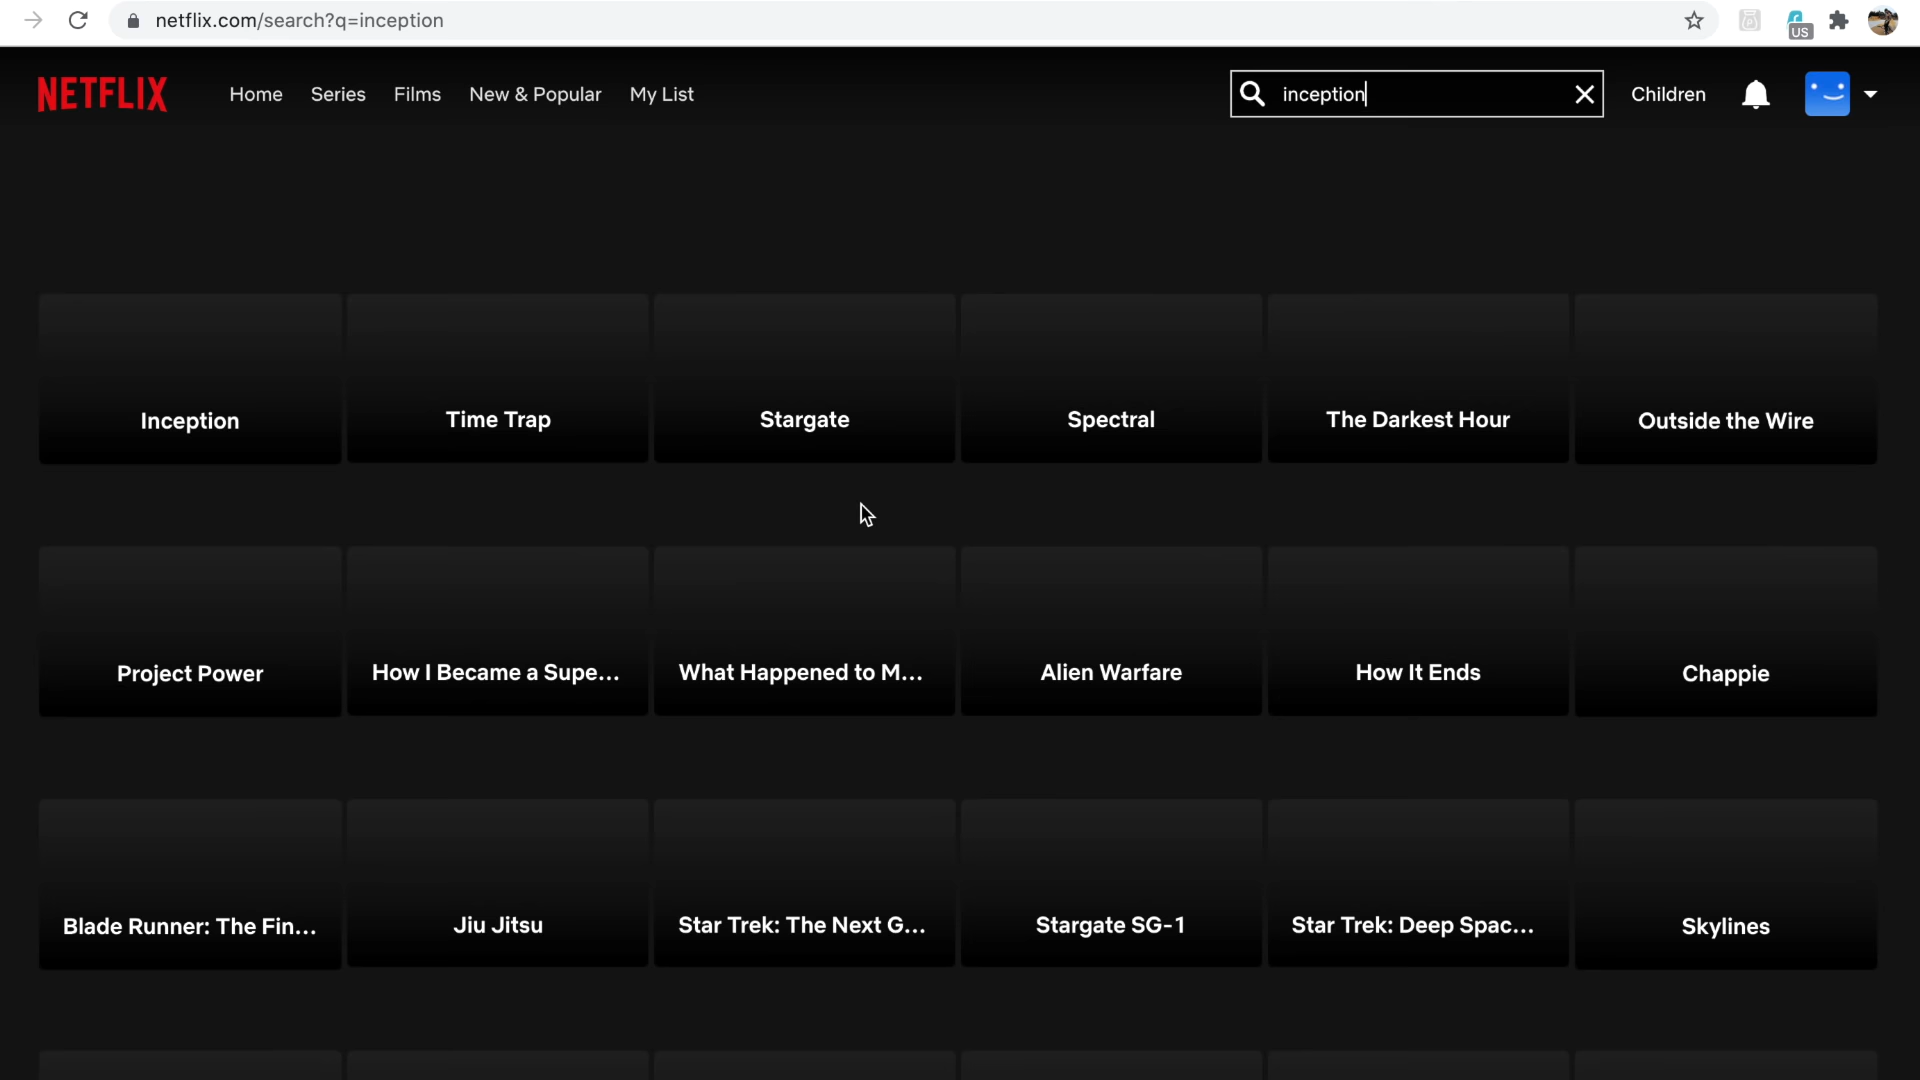 netflix.com/search?q=inception
US
NETFLIX Home Series Films New & Popular My List inception Children
Inception Time Trap Stargate Spectral The Darkest Hour Outside the Wire
Project Power How I Became a Supe... What Happened to M... Alien Warfare How It Ends Chappie
Blade Runner: The Fin... Jiu Jitsu Star Trek: The Next G... Stargate SG-1 Star Trek: Deep Spac... Skylines